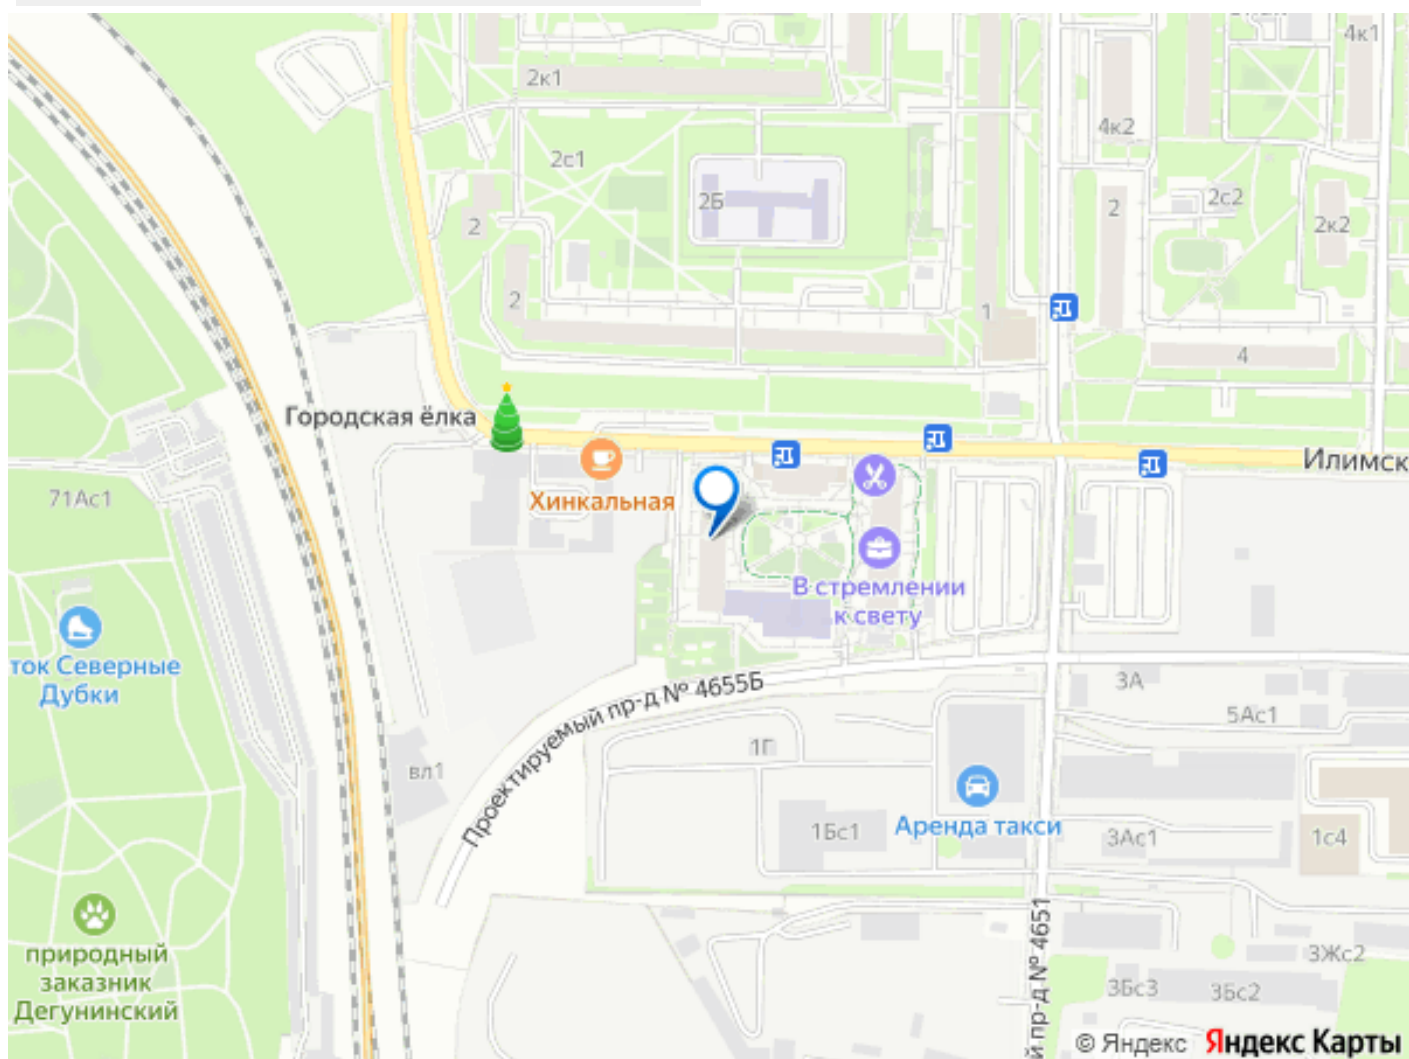 4к1
2к1
4к2
2с1
2Б
2с2
2
2
2к2
2
1
4
Городская ёлка
Илимск
Хинкальная
71Ас1
В стремлении
к свету
ток Северные
Дубки
Проектируемый пр-д № 4655Б
3А
5Ас1
1Г
вл1
Аренда такси
1Бс1
3Ас1
1с4
й пр-д № 4651
природный
заказник
Дегунинский
3Жс2
3Бс3
3Бс2
© Яндекс Яндекс Карты